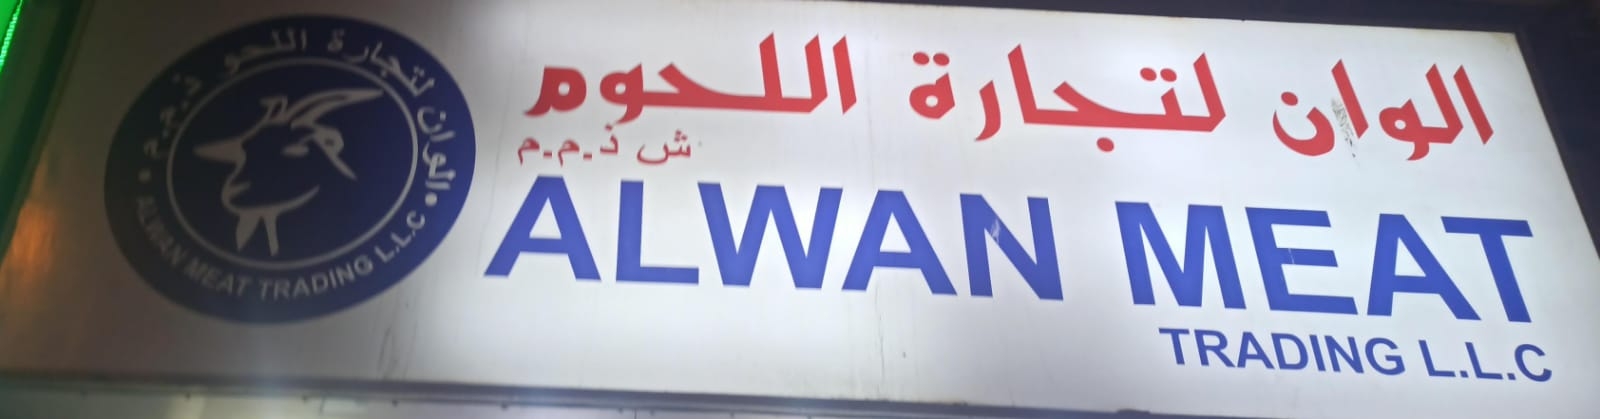 الوان لتجارة اللحوم ذ.م.م
ALWAN MEAT TRADING L.L.C
الوان لتجارة اللحوم
ش ذ.م.م
ALWAN MEAT
TRADING L.L.C